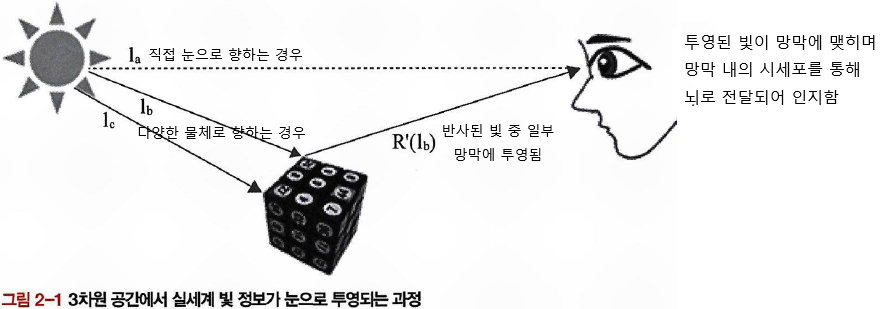 lₐ 직접 눈으로 향하는 경우
l_b
l_c 다양한 물체로 향하는 경우
R'(l_b) 반사된 빛 중 일부
망막에 투영됨
투영된 빛이 망막에 맺히며
망막 내의 시세포를 통해
뇌로 전달되어 인지함
그림 2-1 3차원 공간에서 실세계 빛 정보가 눈으로 투영되는 과정